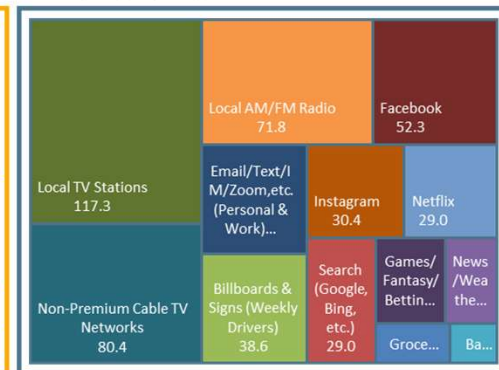 Local TV Stations
117.3
Non-Premium Cable TV
Networks
80.4
Local AM/FM Radio
71.8
Facebook
52.3
Email/Text/I
M/Zoom,etc.
(Personal &
Work)...
Instagram
30.4
Netflix
29.0
Billboards &
Signs (Weekly
Drivers)
38.6
Search
(Google,
Bing,
etc.)
29.0
Games/
Fantasy/
Bettin...
News
/Wea
the...
Groce...
Ba...